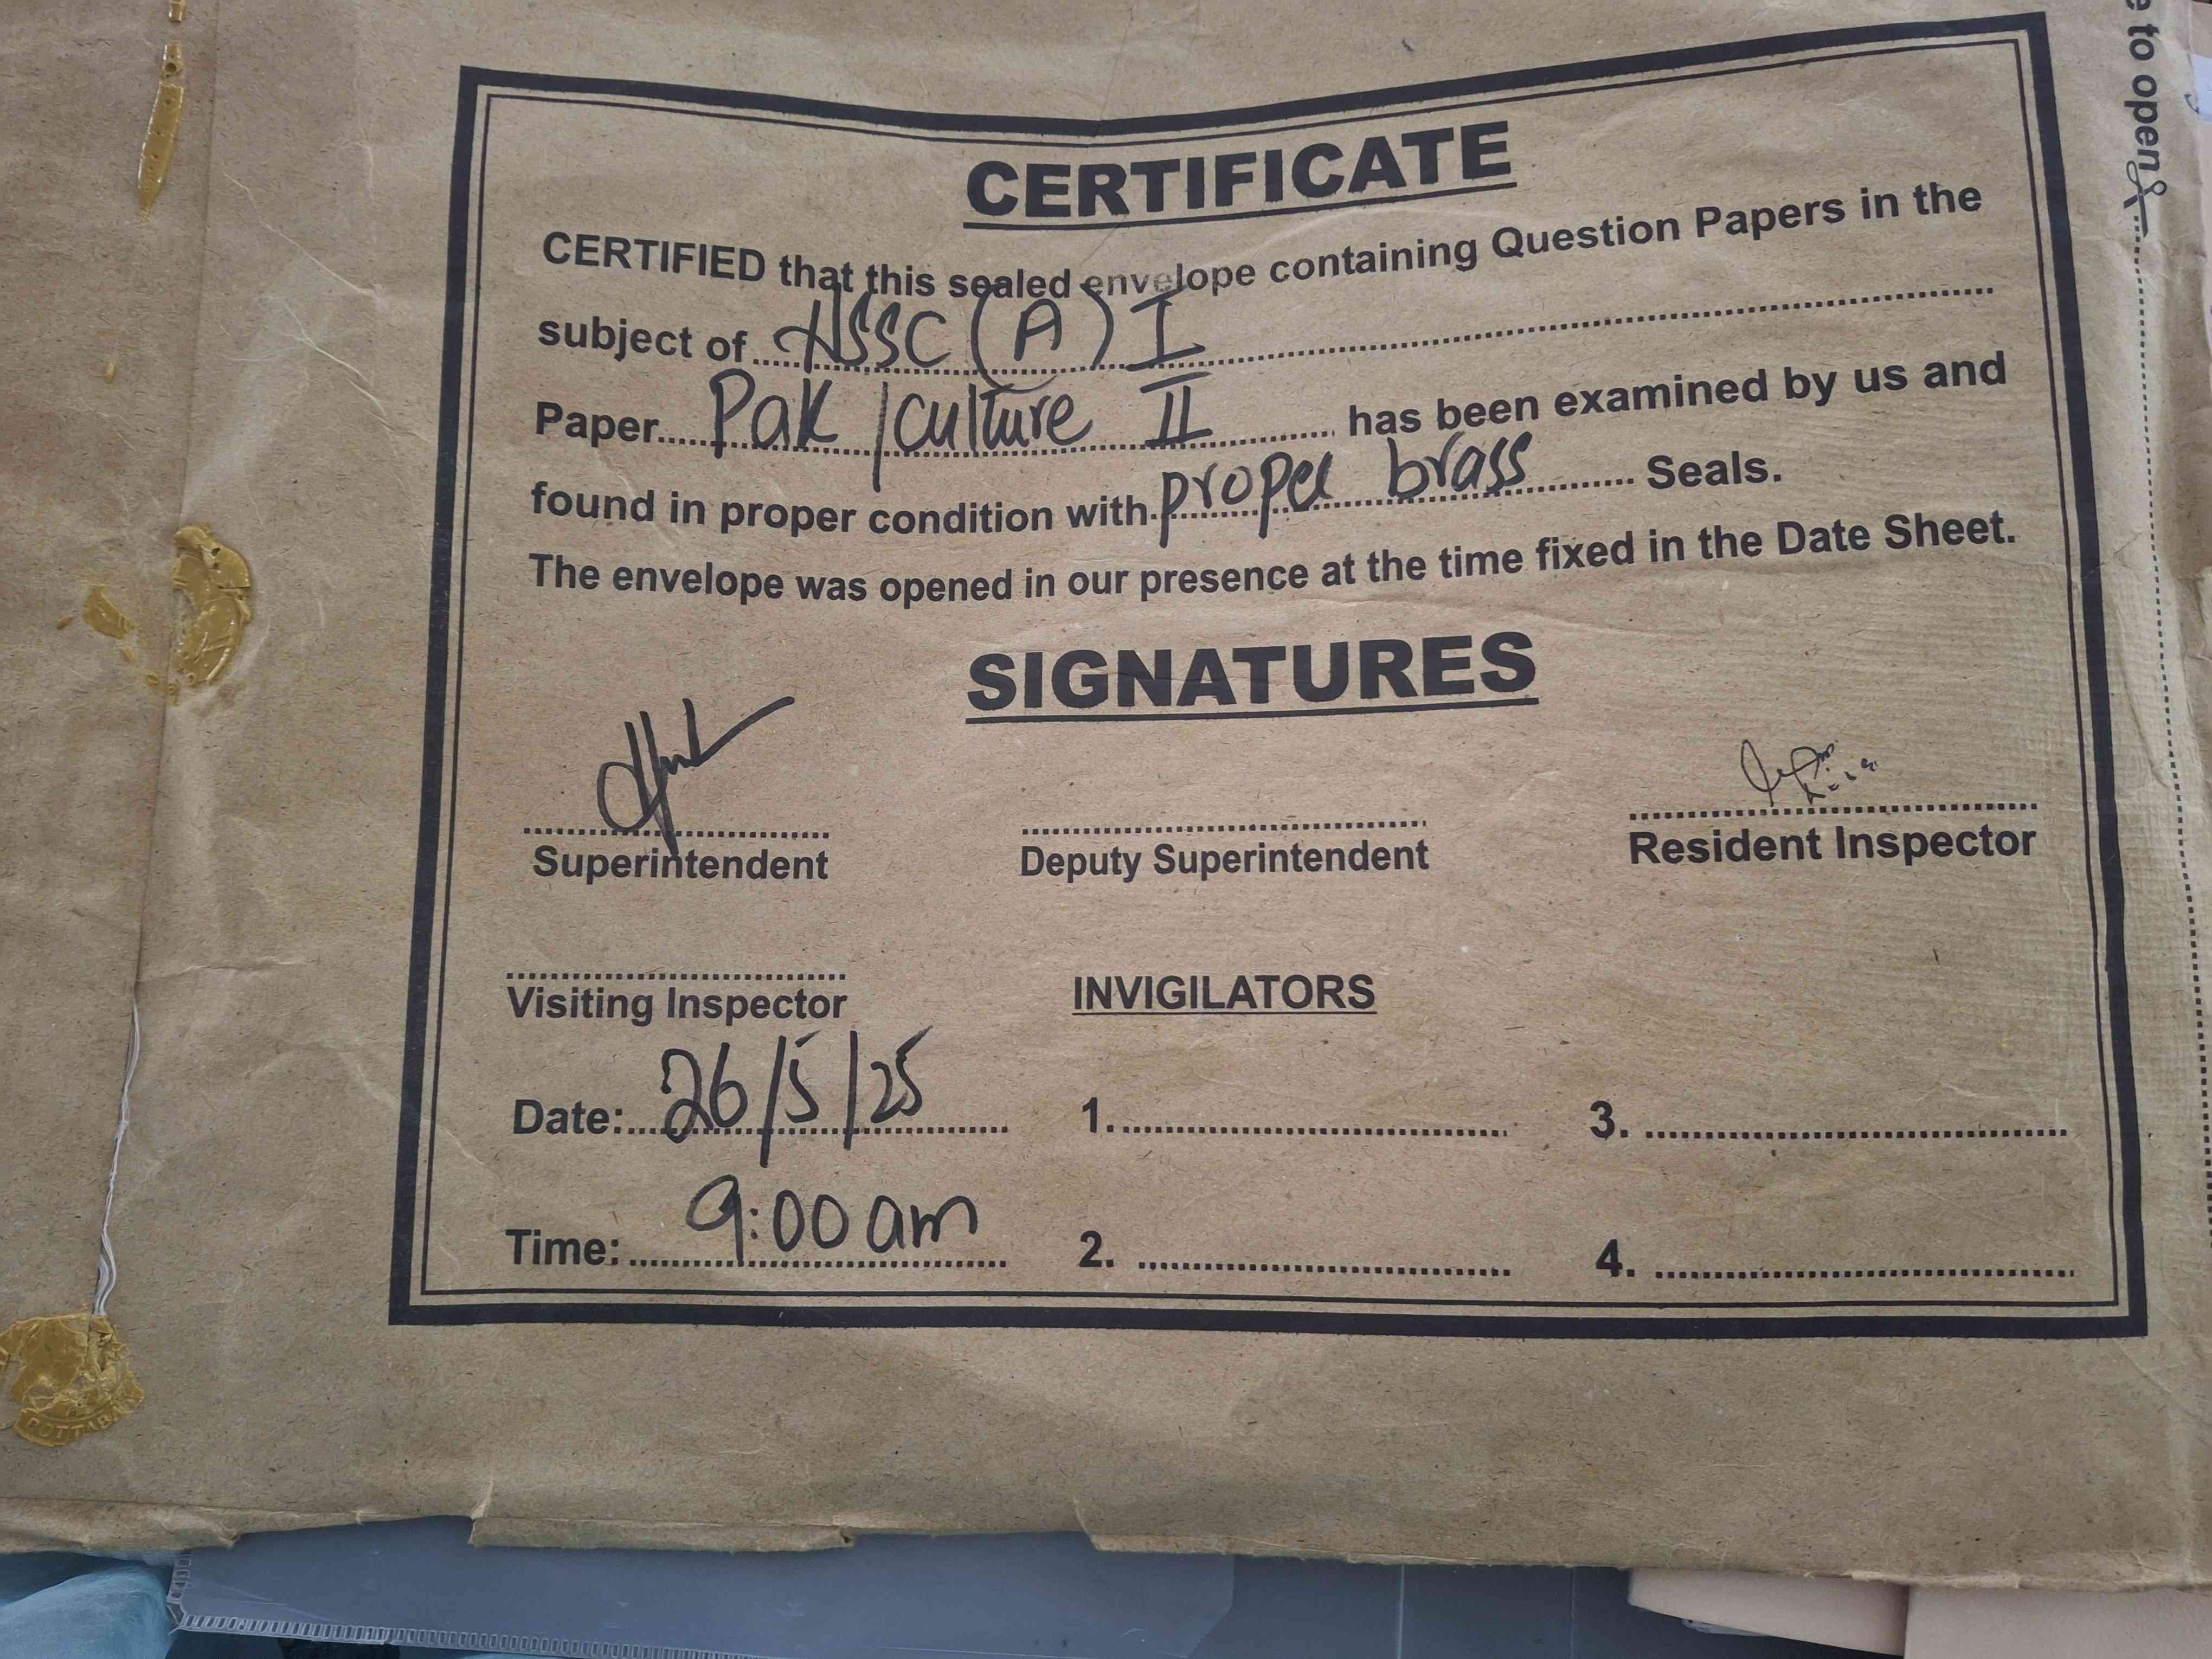 e to open
CERTIFICATE
CERTIFIED that this sealed envelope containing Question Papers in the
subject of HSSC (A) I
Paper Pak /culture II has been examined by us and
found in proper condition with proper brass Seals.
The envelope was opened in our presence at the time fixed in the Date Sheet.
SIGNATURES
Superintendent Deputy Superintendent Resident Inspector
Visiting Inspector INVIGILATORS
Date: 26/5/25 1. 3.
Time: 9:00 am 2. 4.